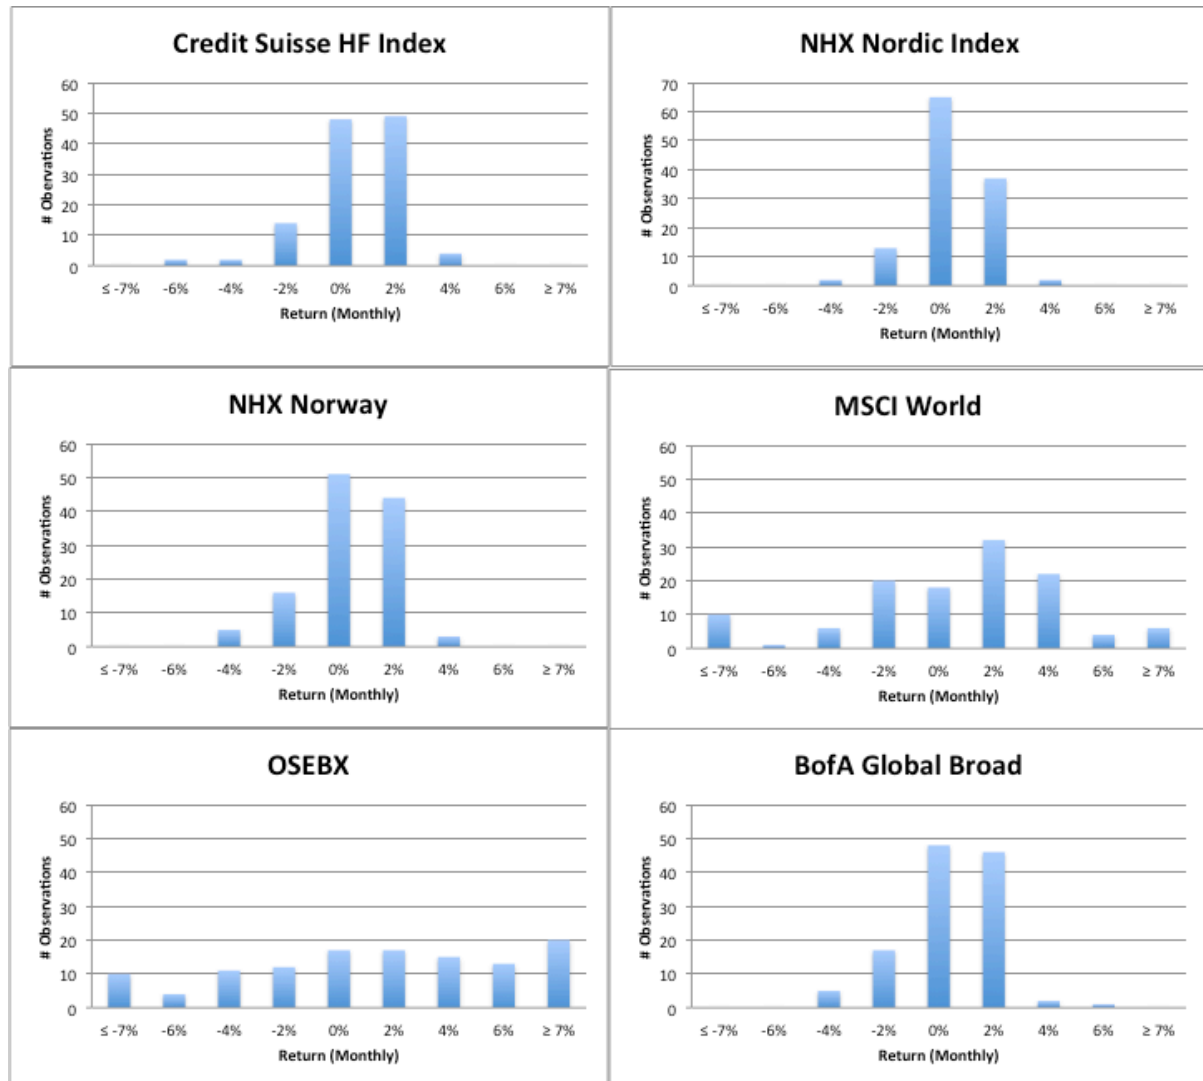 Credit Suisse HF Index
60
50
40
30
20
10
0
# Obervations
≤ -7% -6% -4% -2% 0% 2% 4% 6% ≥ 7%
Return (Monthly)
NHX Nordic Index
70
60
50
40
30
20
10
0
# Observations
≤ -7% -6% -4% -2% 0% 2% 4% 6% ≥ 7%
Return (Monthly)
NHX Norway
60
50
40
30
20
10
0
# Observations
≤ -7% -6% -4% -2% 0% 2% 4% 6% ≥ 7%
Return (Monthly)
MSCI World
60
50
40
30
20
10
0
# Observations
≤ -7% -6% -4% -2% 0% 2% 4% 6% ≥ 7%
Return (Monthly)
OSEBX
60
50
40
30
20
10
0
# Observations
≤ -7% -6% -4% -2% 0% 2% 4% 6% ≥ 7%
Return (Monthly)
BofA Global Broad
60
50
40
30
20
10
0
# Observations
≤ -7% -6% -4% -2% 0% 2% 4% 6% ≥ 7%
Return (Monthly)